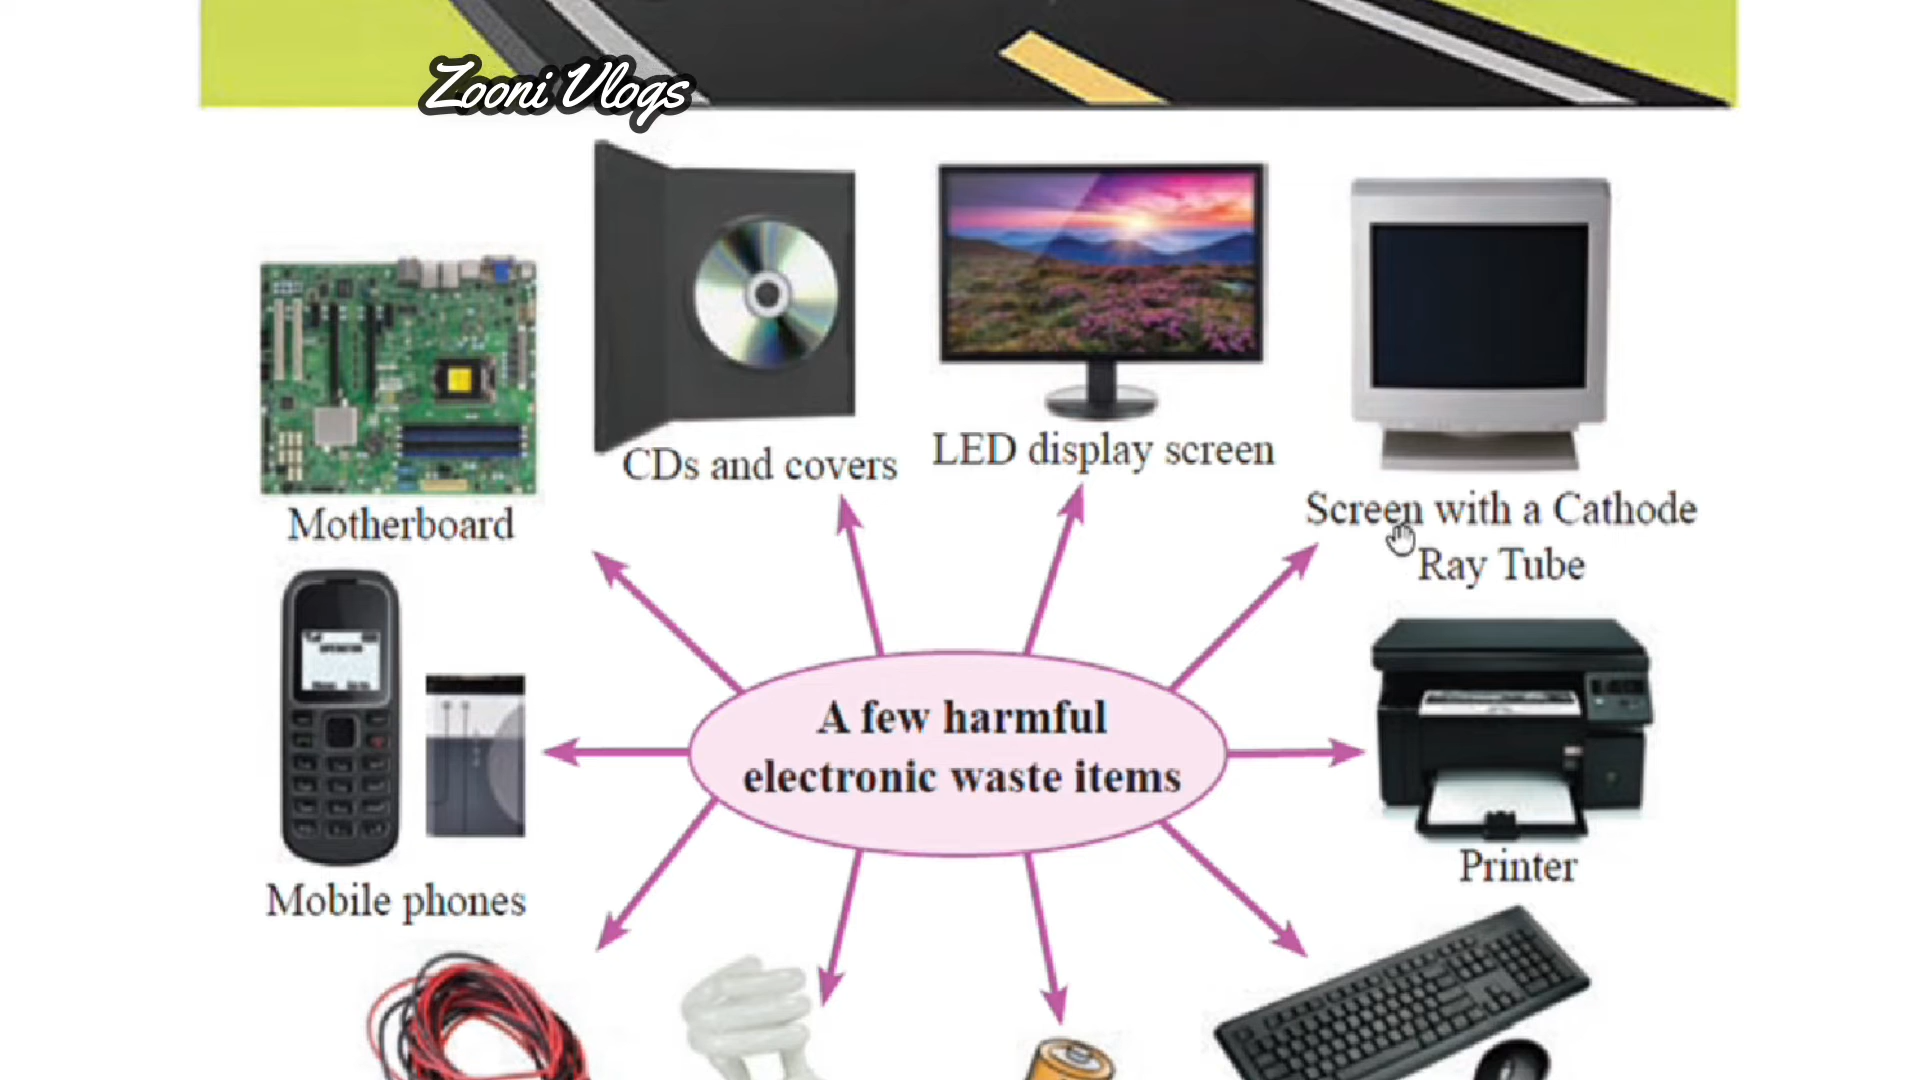 Zooni Vlogs
CDs and covers
LED display screen
Motherboard
Screen with a Cathode
Ray Tube
A few harmful
electronic waste items
Mobile phones
Printer